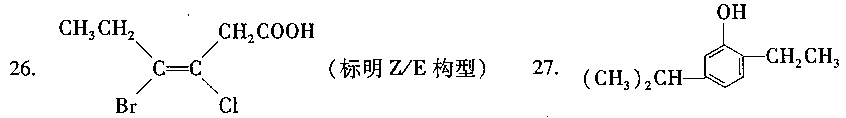 OH
CH₃CH₂ CH₂COOH
26. C=C (标明 Z/E 构型) 27. (CH₃)₂CH CH₂CH₃
Br Cl